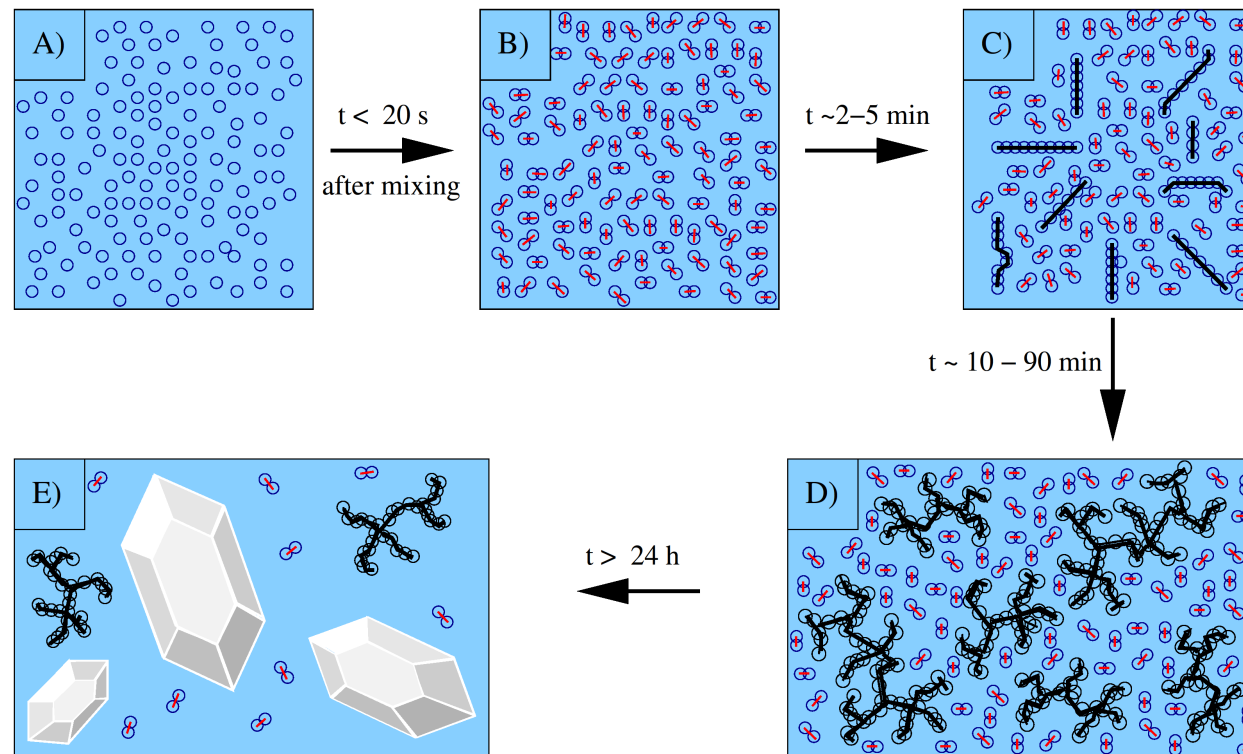 A)
t < 20 s
after mixing
B)
t ~2−5 min
C)
t ~ 10 − 90 min
D)
t > 24 h
E)